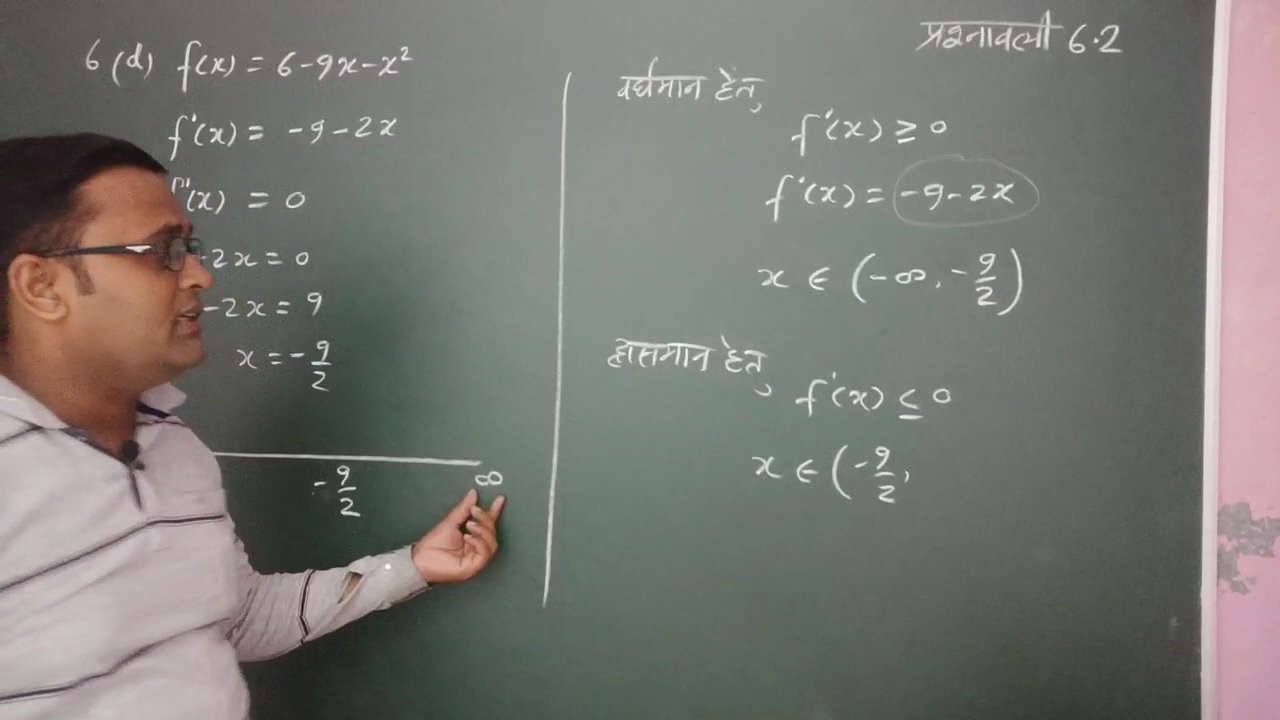 6 (d) f(x) = 6 - 9x - x²
f'(x) = -9 - 2x
'(x) = 0
-2x = 0
-2x = 9
x = -9/2
-9/2 ∞
प्रश्नावली 6.2
वर्धमान हेतु
f'(x) ≥ 0
f'(x) = -9-2x
x ∈ (-∞, -9/2)
ह्रासमान हेतु
f'(x) ≤ 0
x ∈ (-9/2,